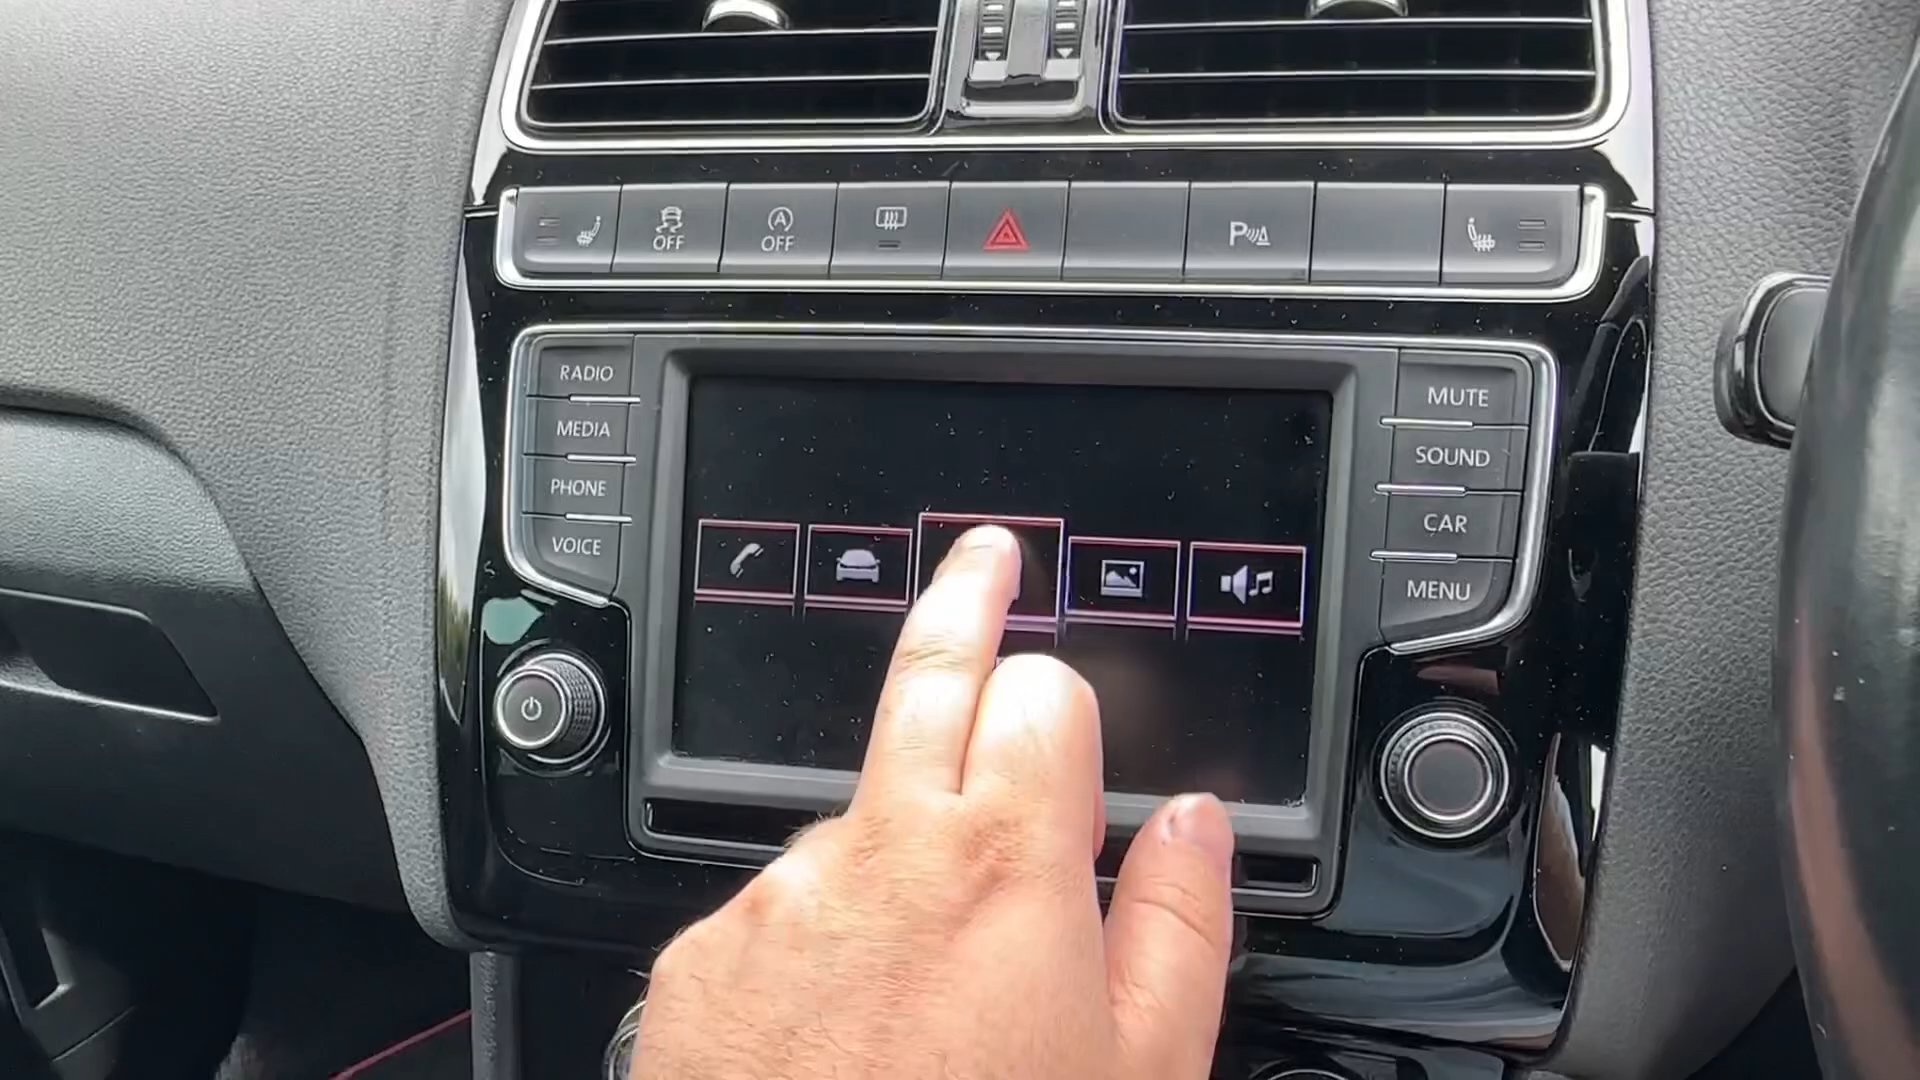 OFF
A
OFF
P
RADIO
MEDIA
PHONE
VOICE
MUTE
SOUND
CAR
MENU